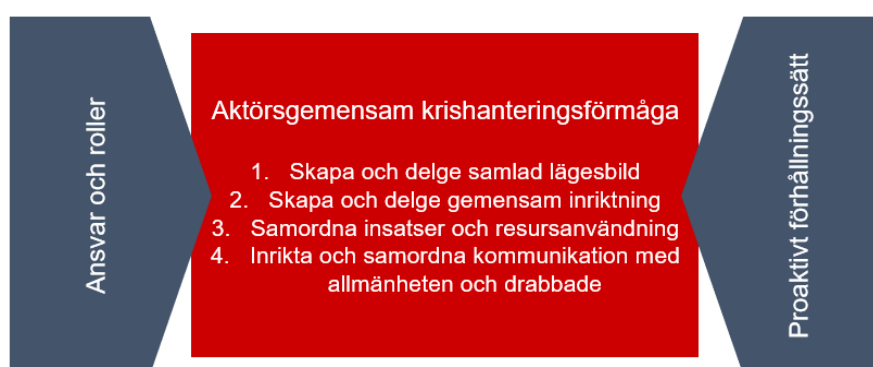 Ansvar och roller
Aktörsgemensam krishanteringsförmåga
1. Skapa och delge samlad lägesbild
2. Skapa och delge gemensam inriktning
3. Samordna insatser och resursanvändning
4. Inrikta och samordna kommunikation med
allmänheten och drabbade
Proaktivt förhållningssätt